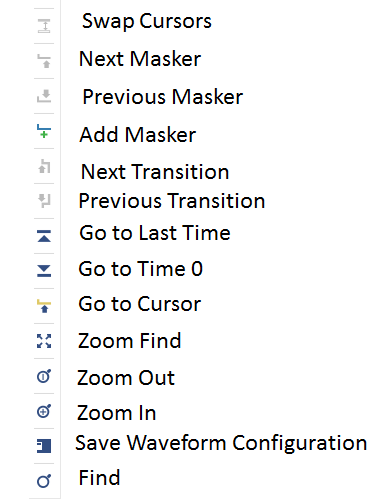 Swap Cursors
Next Masker
Previous Masker
Add Masker
Next Transition
Previous Transition
Go to Last Time
Go to Time 0
Go to Cursor
Zoom Find
Zoom Out
Zoom In
Save Waveform Configuration
Find